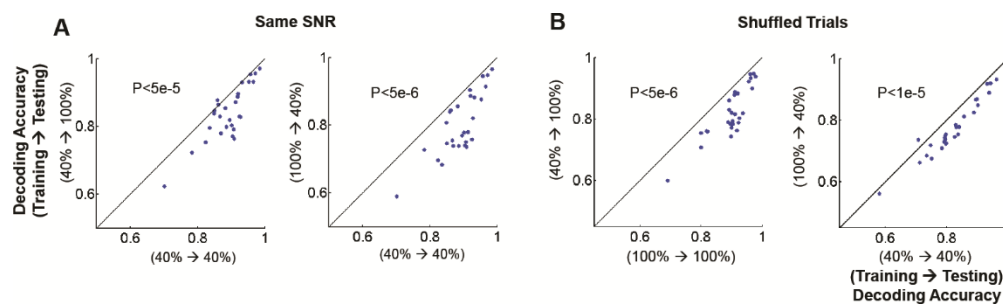 A
Same SNR
B
Shuffled Trials
Decoding Accuracy
(Training → Testing)
(40% → 100%)
1
0.8
0.6
P<5e-5
0.6
0.8
1
(40% → 40%)
(100% → 40%)
1
0.8
0.6
P<5e-6
0.6
0.8
1
(40% → 40%)
(40% → 100%)
1
0.8
0.6
P<5e-6
0.6
0.8
1
(100% → 100%)
(100% → 40%)
1
0.8
0.6
P<1e-5
0.6
0.8
1
(40% → 40%)
(Training → Testing)
Decoding Accuracy